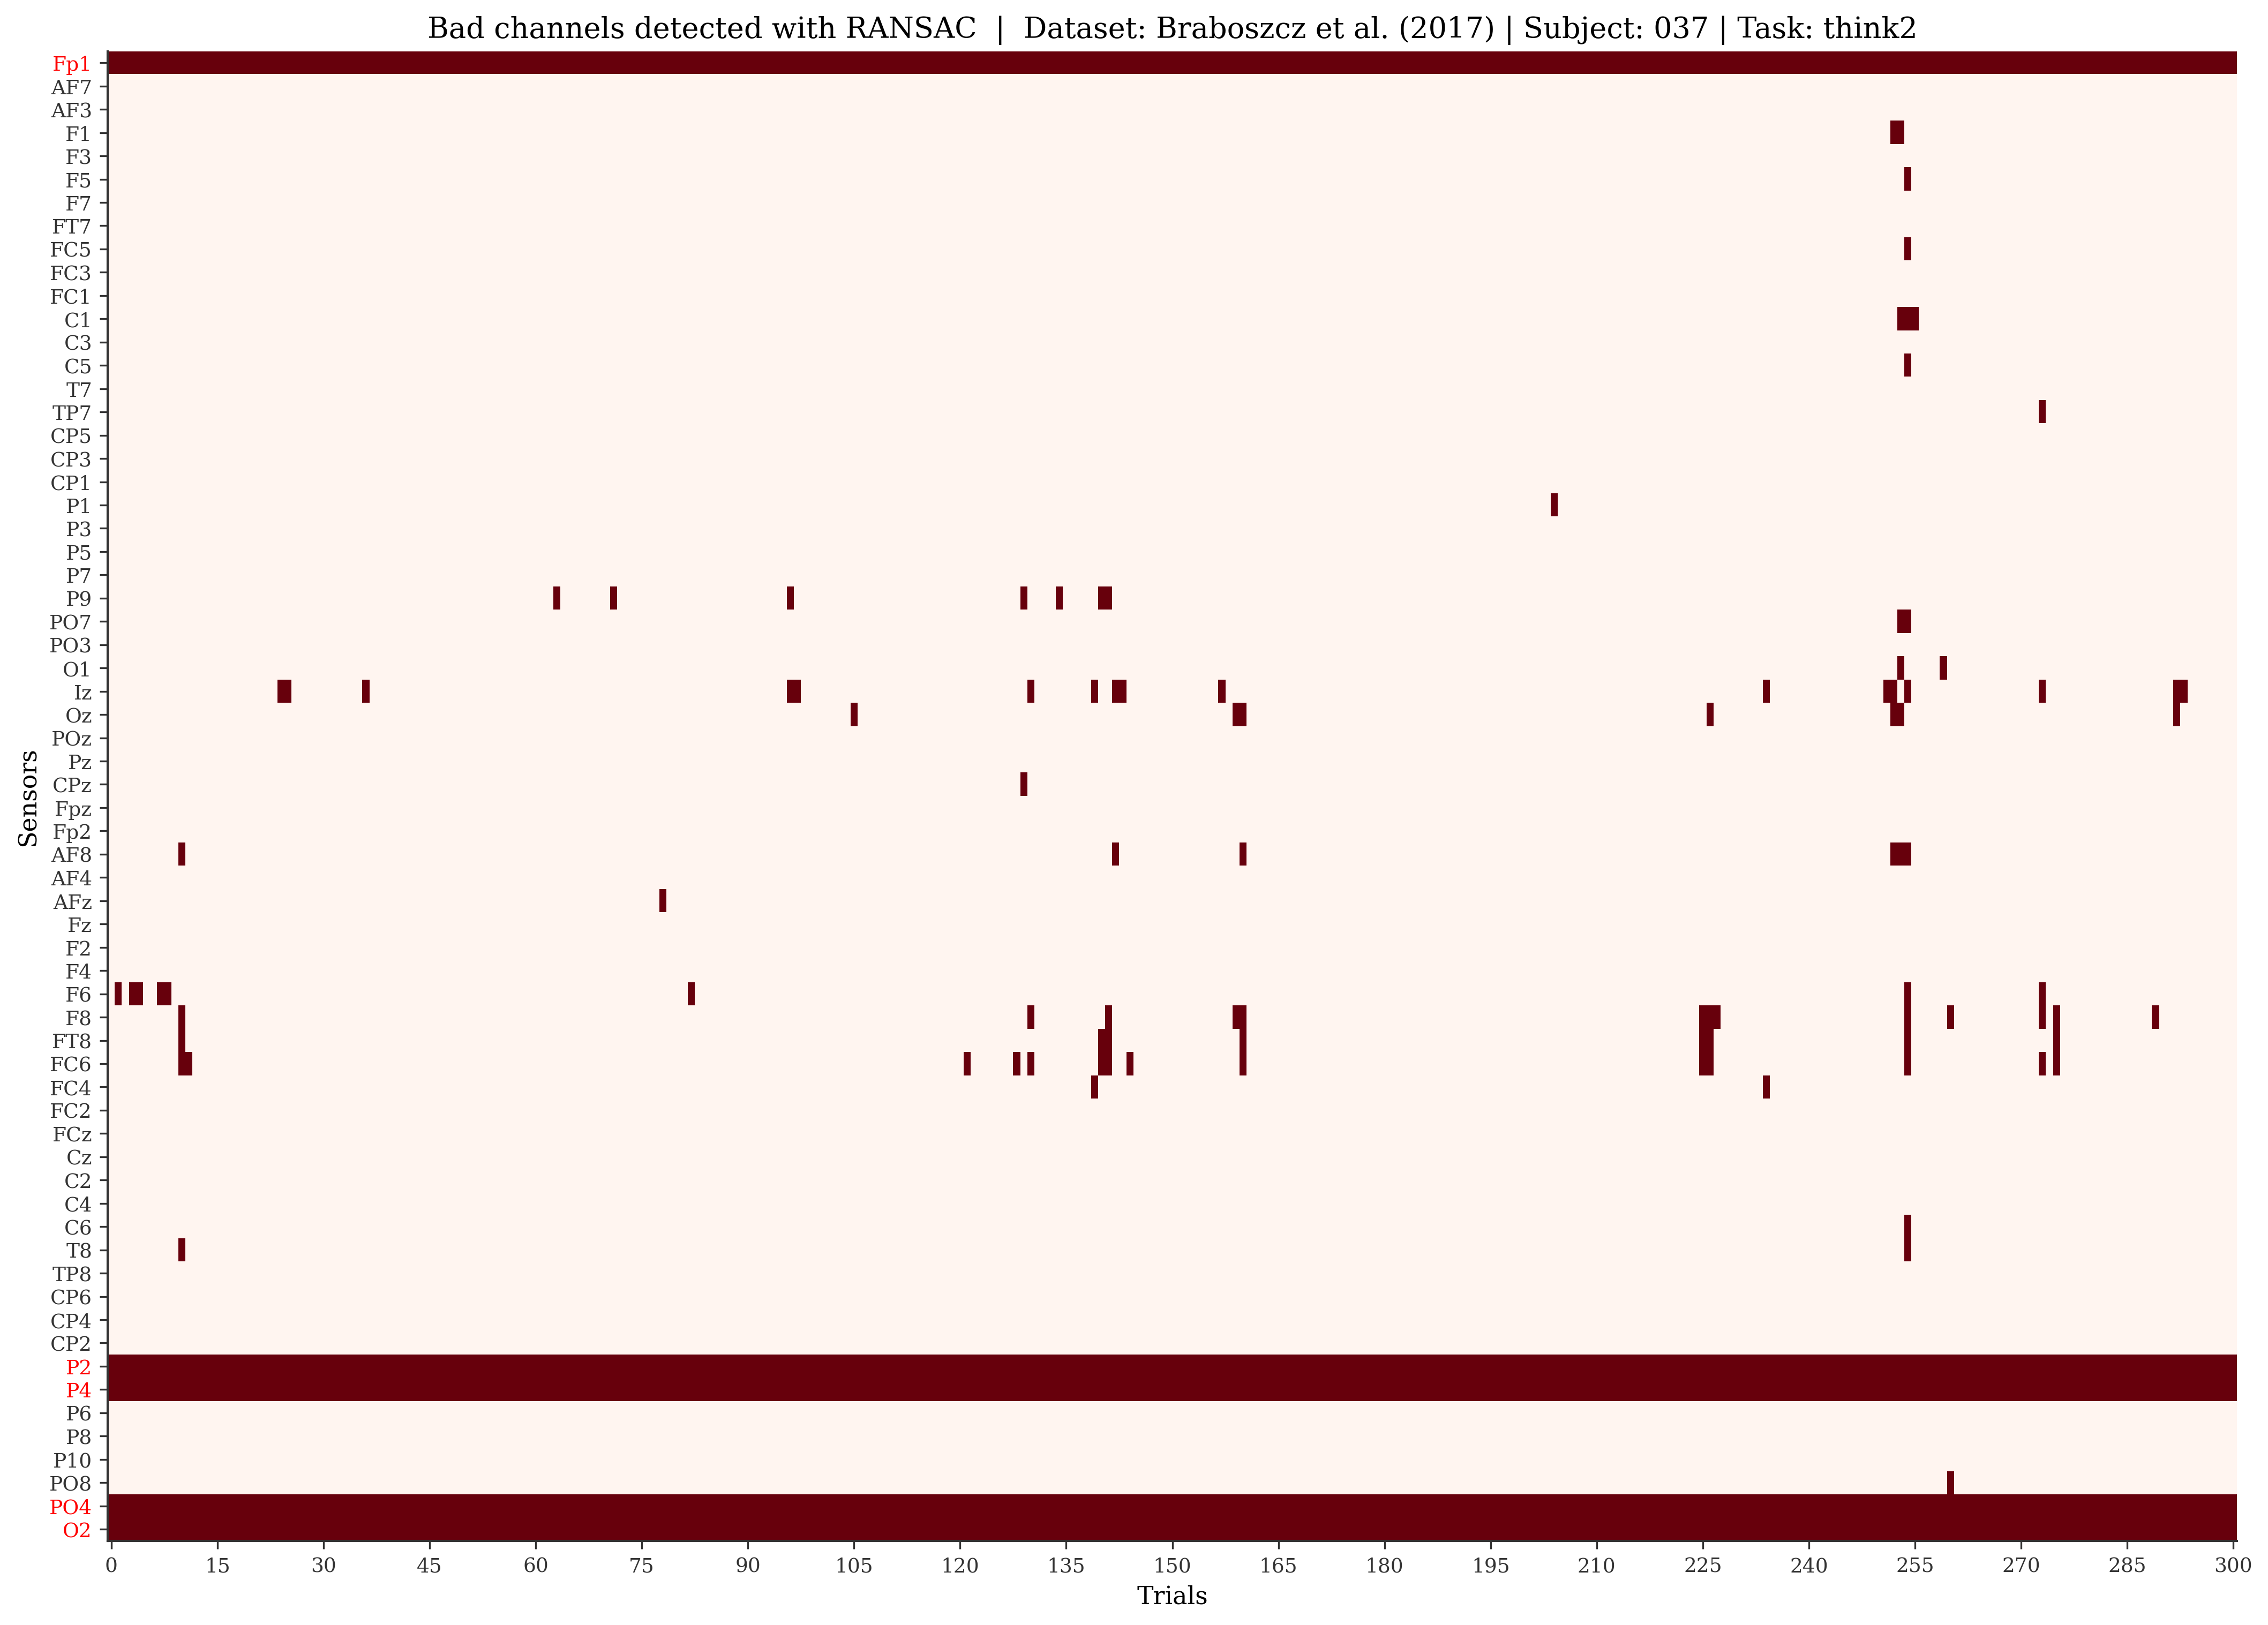 Bad channels detected with RANSAC | Dataset: Braboszcz et al. (2017) | Subject: 037 | Task: think2
Fp1
AF7
AF3
F1
F3
F5
F7
FT7
FC5
FC3
FC1
C1
C3
C5
T7
TP7
CP5
CP3
CP1
P1
P3
P5
P7
P9
PO7
PO3
O1
Iz
Oz
POz
Pz
CPz
Fpz
Fp2
AF8
AF4
AFz
Fz
F2
F4
F6
F8
FT8
FC6
FC4
FC2
FCz
Cz
C2
C4
C6
T8
TP8
CP6
CP4
CP2
P2
P4
P6
P8
P10
PO8
PO4
O2
Sensors
0 15 30 45 60 75 90 105 120 135 150 165 180 195 210 225 240 255 270 285 300
Trials